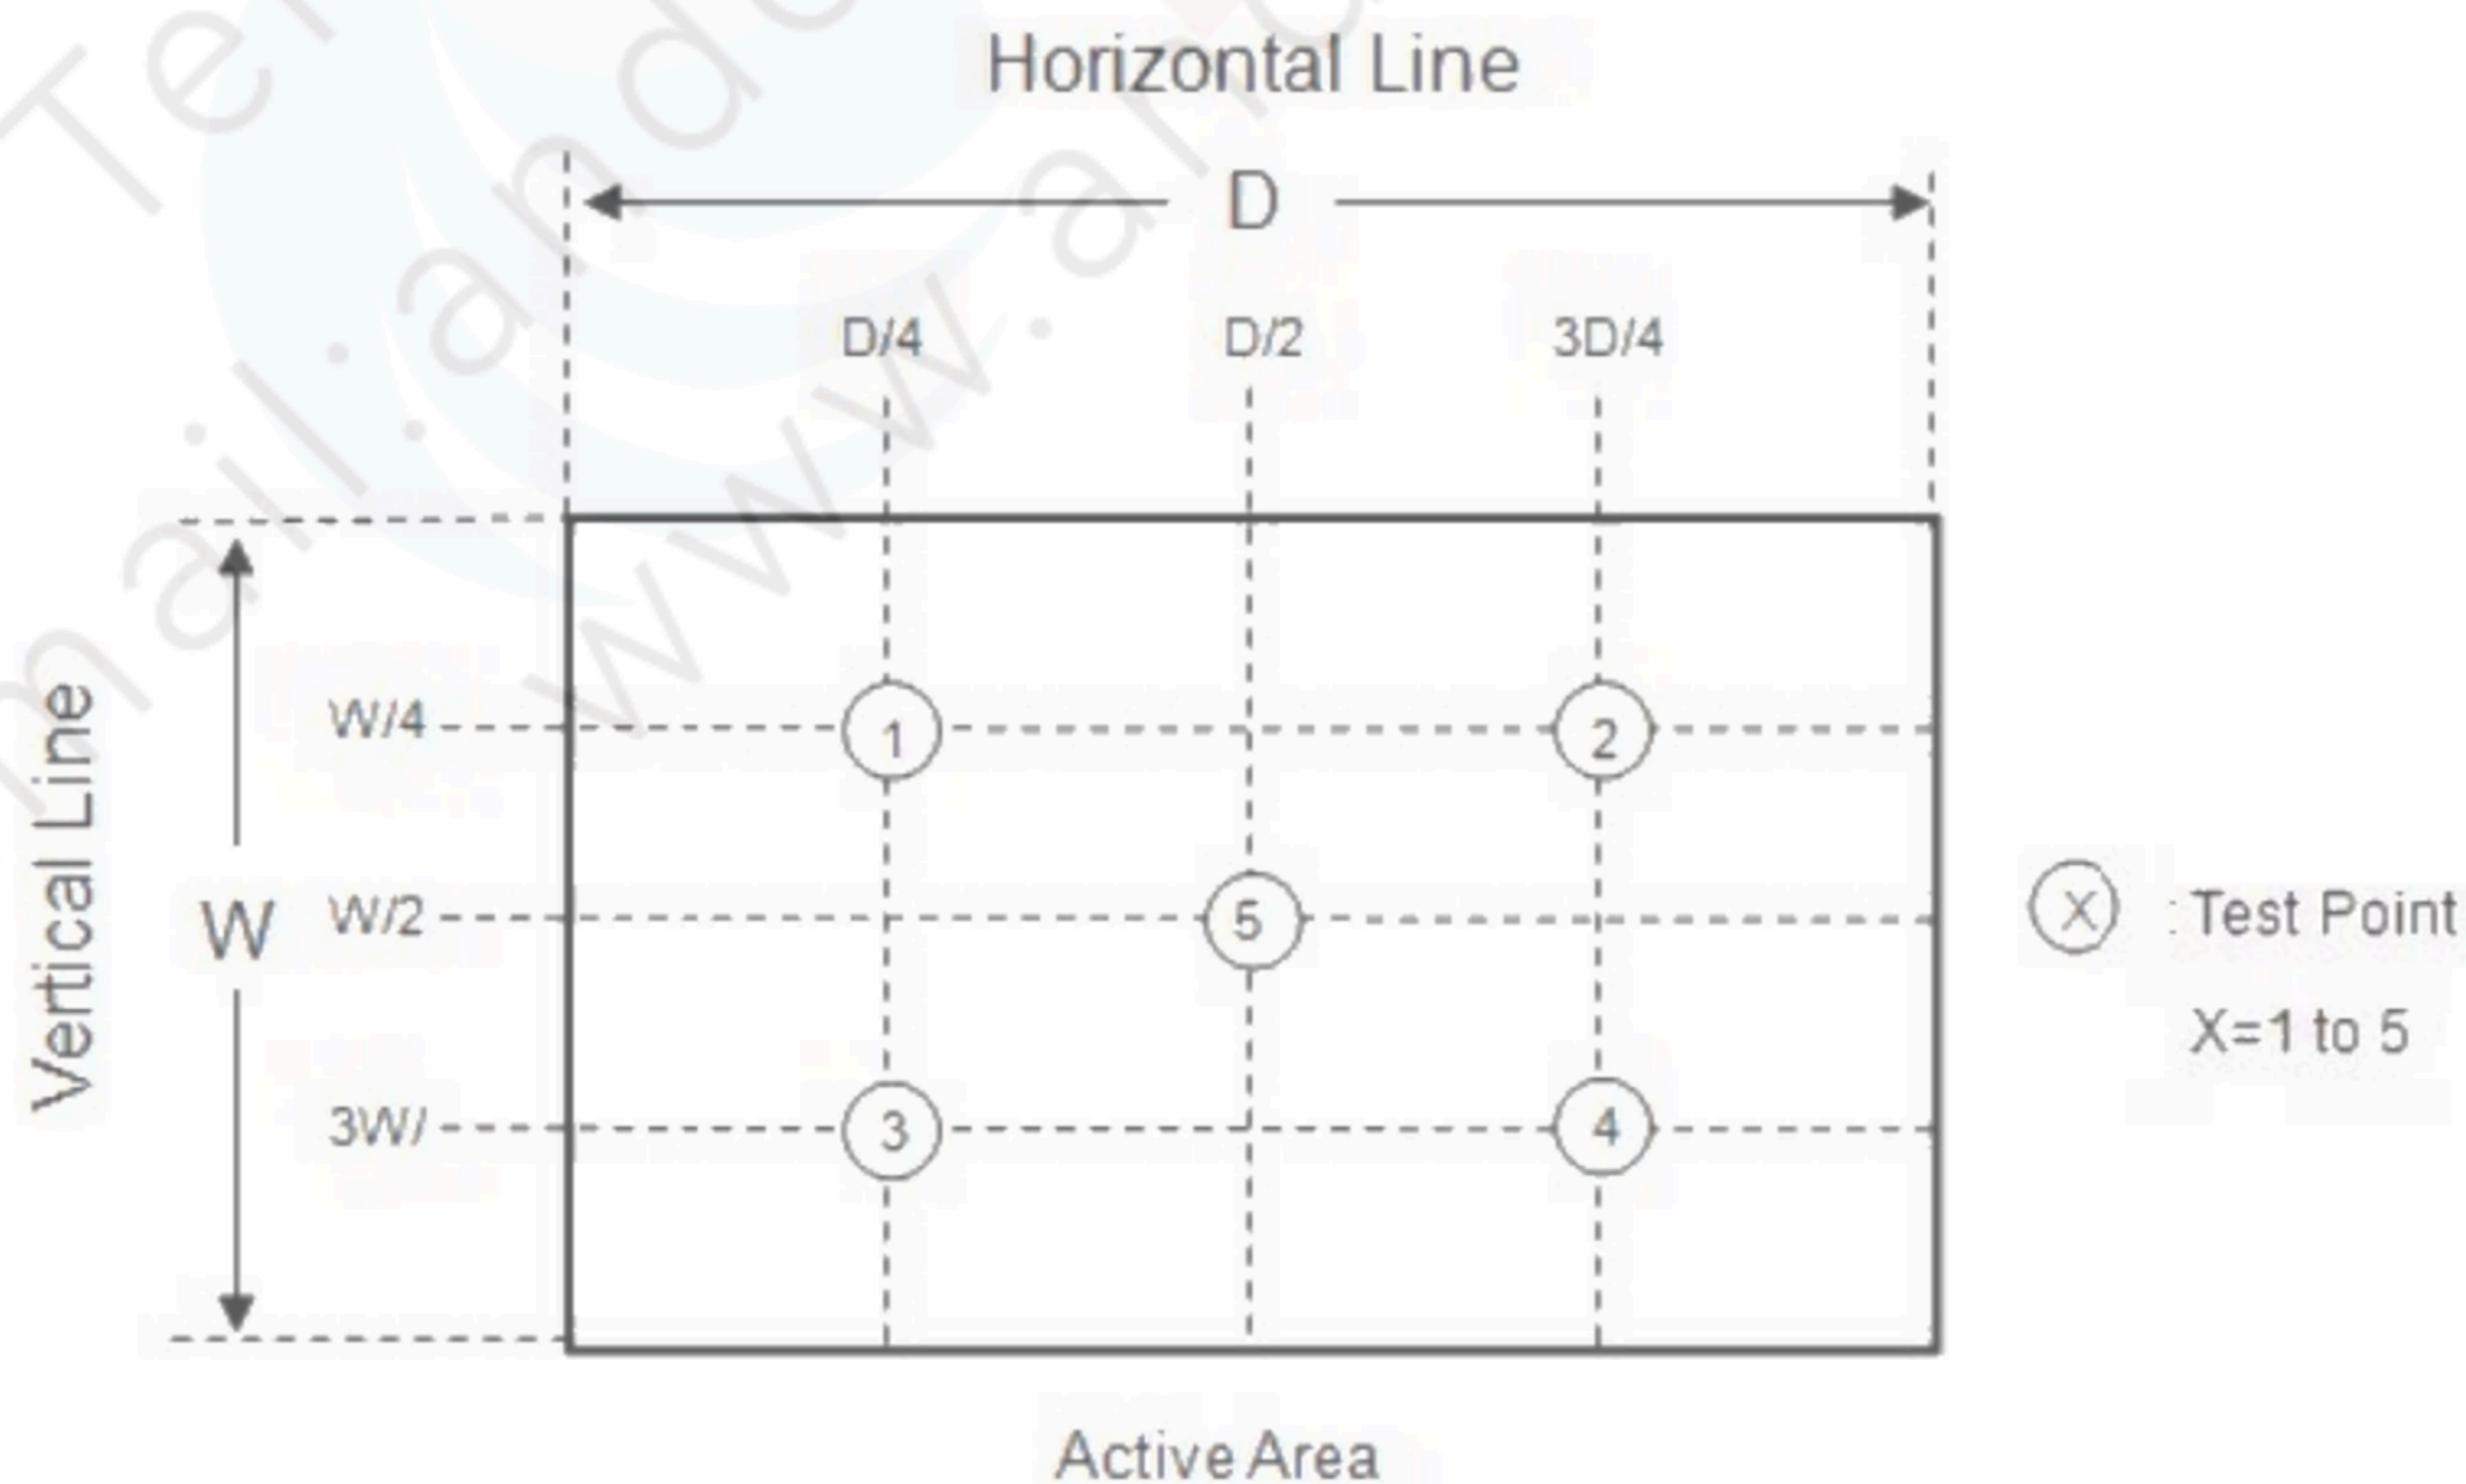 Horizontal Line
D
D/4 D/2 3D/4
W/4 1 2
Vertical Line
W W/2 5 X : Test Point
X=1 to 5
3W/ 3 4
Active Area